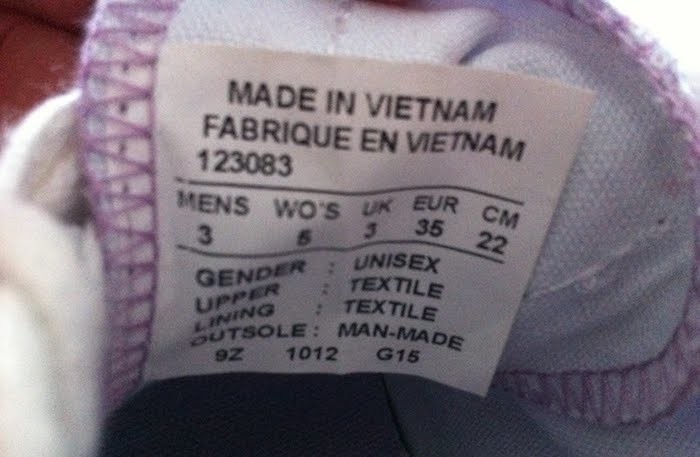 MADE IN VIETNAM
FABRIQUE EN VIETNAM
123083
MENS WO'S UK EUR CM
3 5 3 35 22
GENDER : UNISEX
UPPER : TEXTILE
LINING : TEXTILE
OUTSOLE : MAN-MADE
9Z 1012 G15